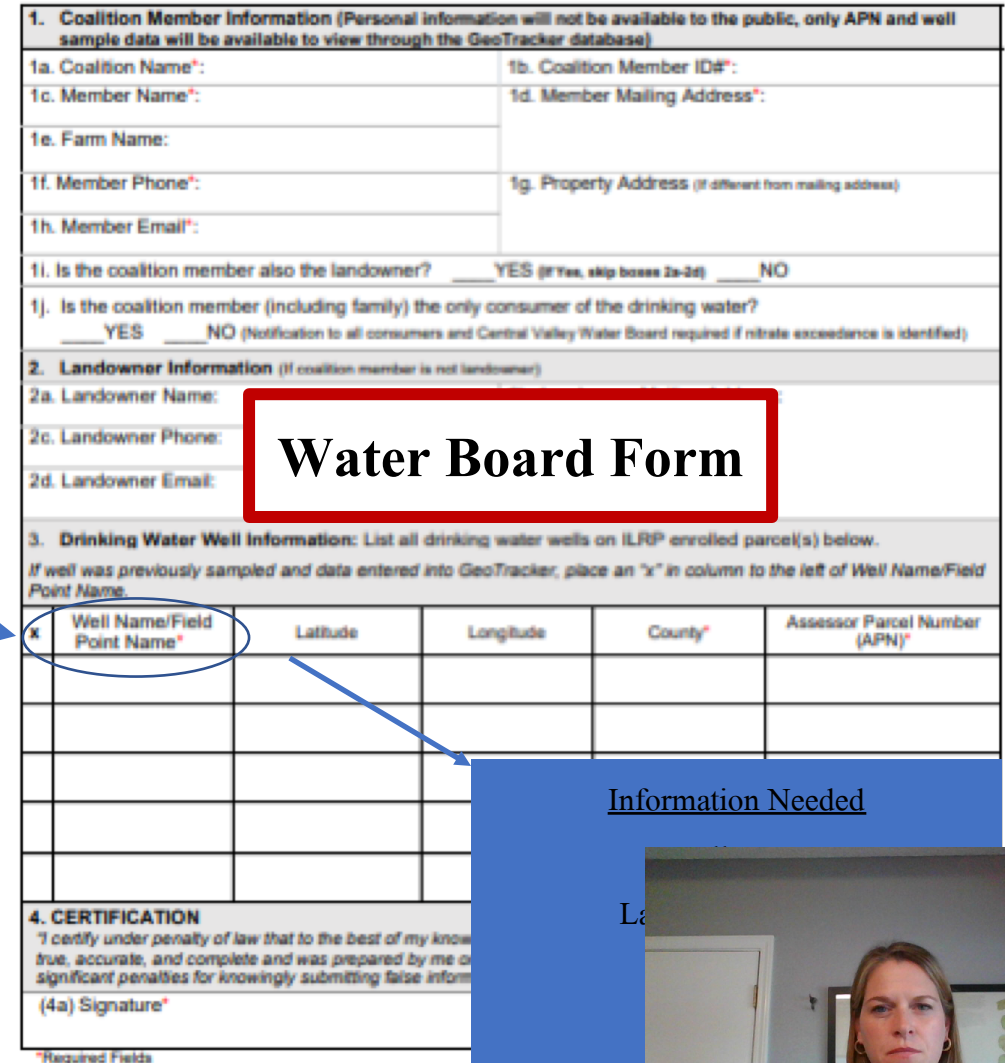 1. Coalition Member Information (Personal information will not be available to the public, only APN and well
sample data will be available to view through the GeoTracker database)
1a. Coalition Name*:
1b. Coalition Member ID#*:
1c. Member Name*:
1d. Member Mailing Address*:
1e. Farm Name:
1f. Member Phone*:
1g. Property Address (If different from mailing address)
1h. Member Email*:
1i. Is the coalition member also the landowner? ____YES (If Yes, skip boxes 2a-2d) ____NO
1j. Is the coalition member (including family) the only consumer of the drinking water?
____YES ____NO (Notification to all consumers and Central Valley Water Board required if nitrate exceedance is identified)
2. Landowner Information (If coalition member is not landowner)
2a. Landowner Name:
2c. Landowner Phone:
Water Board Form
2d. Landowner Email:
3. Drinking Water Well Information: List all drinking water wells on ILRP enrolled parcel(s) below.
If well was previously sampled and data entered into GeoTracker, place an "x" in column to the left of Well Name/Field
Point Name.
x
Well Name/Field
Point Name*
Latitude
Longitude
County*
Assessor Parcel Number
(APN)*
Information Needed
La
4. CERTIFICATION
"I certify under penalty of law that to the best of my know
true, accurate, and complete and was prepared by me o
significant penalties for knowingly submitting false inform
(4a) Signature*
*Required Fields